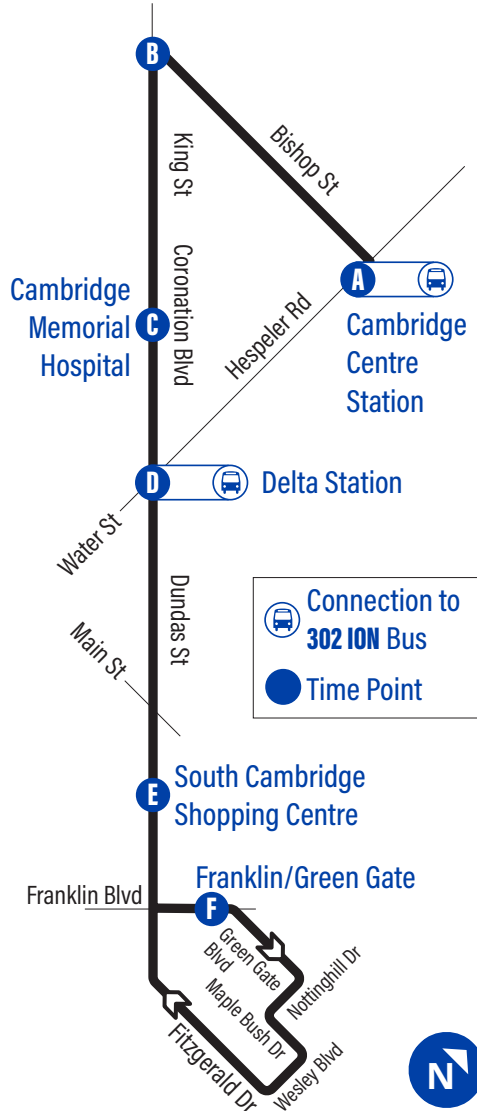 B
Bishop St
King St
A
Cambridge
Centre
Station
Coronation Blvd
Hespeler Rd
Cambridge
Memorial
Hospital
C
D
Delta Station
Water St
Dundas St
Main St
Connection to
302 ION Bus
Time Point
E
South Cambridge
Shopping Centre
Franklin/Green Gate
Franklin Blvd
F
Green Gate
Blvd
Nottinghill Dr
Maple Bush Dr
Wesley Blvd
Fitzgerald Dr
N